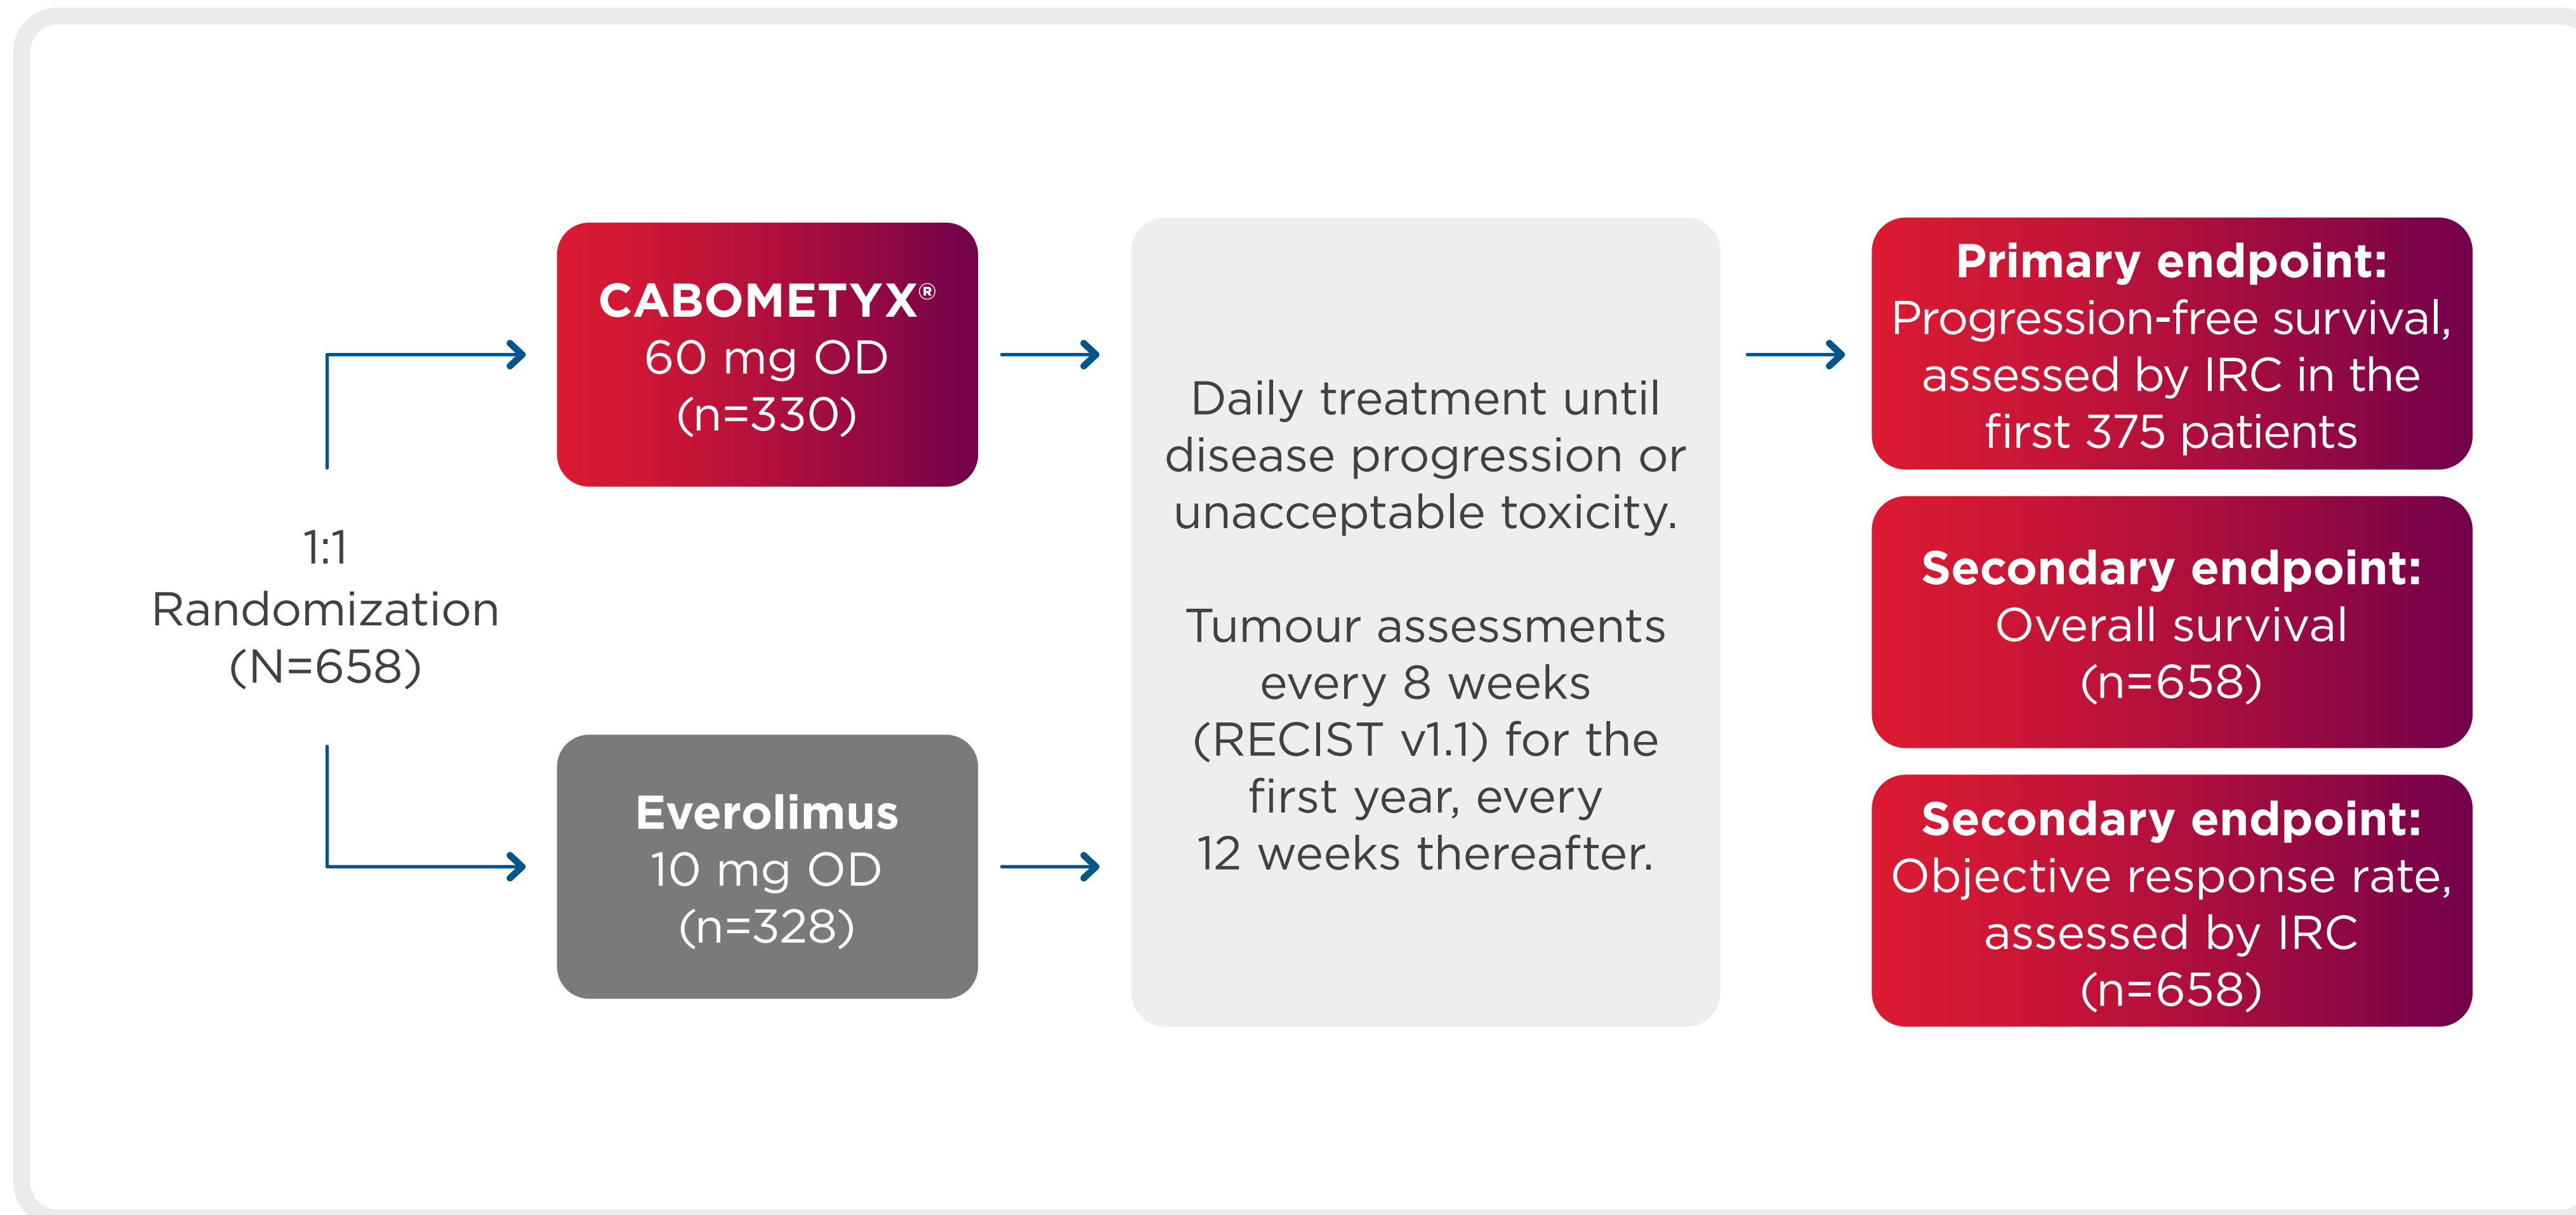 1:1
Randomization
(N=658)
CABOMETYX®
60 mg OD
(n=330)
Everolimus
10 mg OD
(n=328)
Daily treatment until
disease progression or
unacceptable toxicity.
Tumour assessments
every 8 weeks
(RECIST v1.1) for the
first year, every
12 weeks thereafter.
Primary endpoint:
Progression-free survival,
assessed by IRC in the
first 375 patients
Secondary endpoint:
Overall survival
(n=658)
Secondary endpoint:
Objective response rate,
assessed by IRC
(n=658)